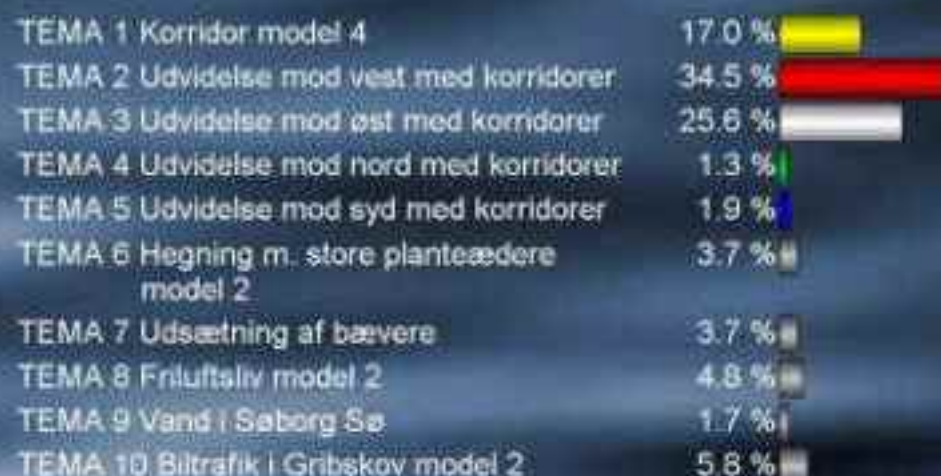 TEMA 1 Korridor model 4 17.0 %
TEMA 2 Udvidelse mod vest med korridorer 34.5 %
TEMA 3 Udvidelse mod øst med korridorer 25.6 %
TEMA 4 Udvidelse mod nord med korridorer 1.3 %
TEMA 5 Udvidelse mod syd med korridorer 1.9 %
TEMA 6 Hegning m. store planteædere 3.7 %
model 2
TEMA 7 Udsætning af bævere 3.7 %
TEMA 8 Friluftsliv model 2 4.8 %
TEMA 9 Vand i Søborg Sø 1.7 %
TEMA 10 Biltrafik i Gribskov model 2 5.8 %